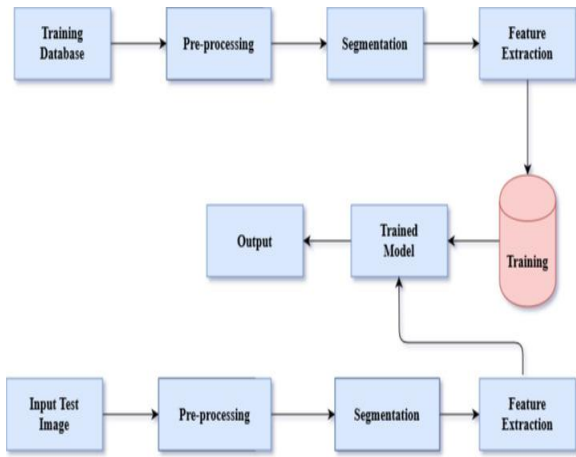 Training
Database
Pre-processing
Segmentation
Feature
Extraction
Output
Trained
Model
Training
Input Test
Image
Pre-processing
Segmentation
Feature
Extraction